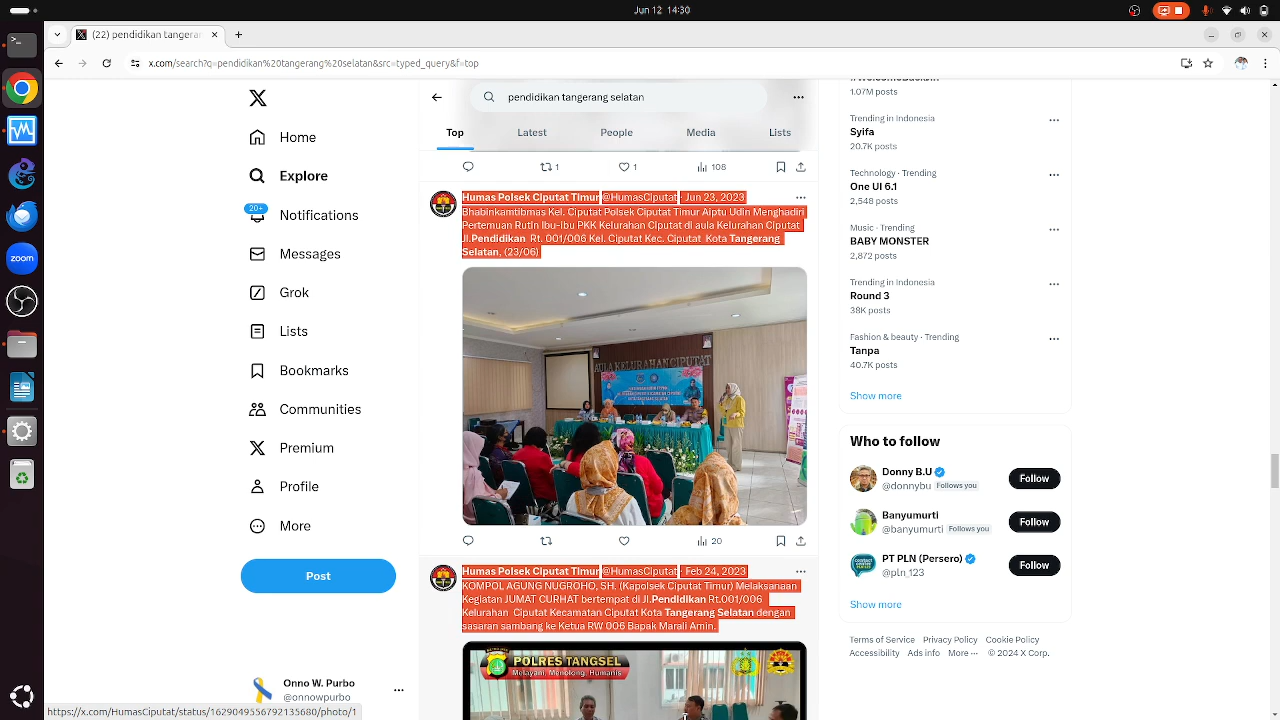 Jun 12 14:30
(22) pendidikan tangeran
x.com/search?q=pendidikan%20tangerang%20selatan&src=typed_query&f=top
pendidikan tangerang selatan
Top Latest People Media Lists
Home
Explore
20+
Notifications
Messages
Grok
Lists
Bookmarks
Communities
Premium
Profile
More
Post
Onno W. Purbo
@onnowpurbo
zoom
1 1 108
Humas Polsek Ciputat Timur @HumasCiputat · Jun 23, 2023
Bhabinkamtibmas Kel. Ciputat Polsek Ciputat Timur Aiptu Udin Menghadiri
Pertemuan Rutin Ibu-Ibu PKK Kelurahan Ciputat di aula Kelurahan Ciputat
Jl.Pendidikan Rt. 001/006 Kel. Ciputat Kec. Ciputat Kota Tangerang
Selatan, (23/06)
AULA KELURAHAN CIPUTAT
20
Humas Polsek Ciputat Timur @HumasCiputat · Feb 24, 2023
KOMPOL AGUNG NUGROHO, SH. (Kapolsek Ciputat Timur) Melaksanaan
Kegiatan JUMAT CURHAT bertempat di Jl.Pendidikan Rt.001/006
Kelurahan Ciputat Kecamatan Ciputat Kota Tangerang Selatan dengan
sasaran sambang ke Ketua RW 006 Bapak Marali Amin.
POLRES TANGSEL
Melayani, Menolong, Humanis
1.07M posts
Trending in Indonesia
Syifa
20.7K posts
Technology · Trending
One UI 6.1
2,548 posts
Music · Trending
BABY MONSTER
2,872 posts
Trending in Indonesia
Round 3
38K posts
Fashion & beauty · Trending
Tanpa
40.7K posts
Show more
Who to follow
Donny B.U
@donnybu Follows you
Follow
Banyumurti
@banyumurti Follows you
Follow
PT PLN (Persero)
@pln_123
Follow
Show more
Terms of Service Privacy Policy Cookie Policy
Accessibility Ads info More ··· © 2024 X Corp.
https://x.com/HumasCiputat/status/1629049556792135680/photo/1